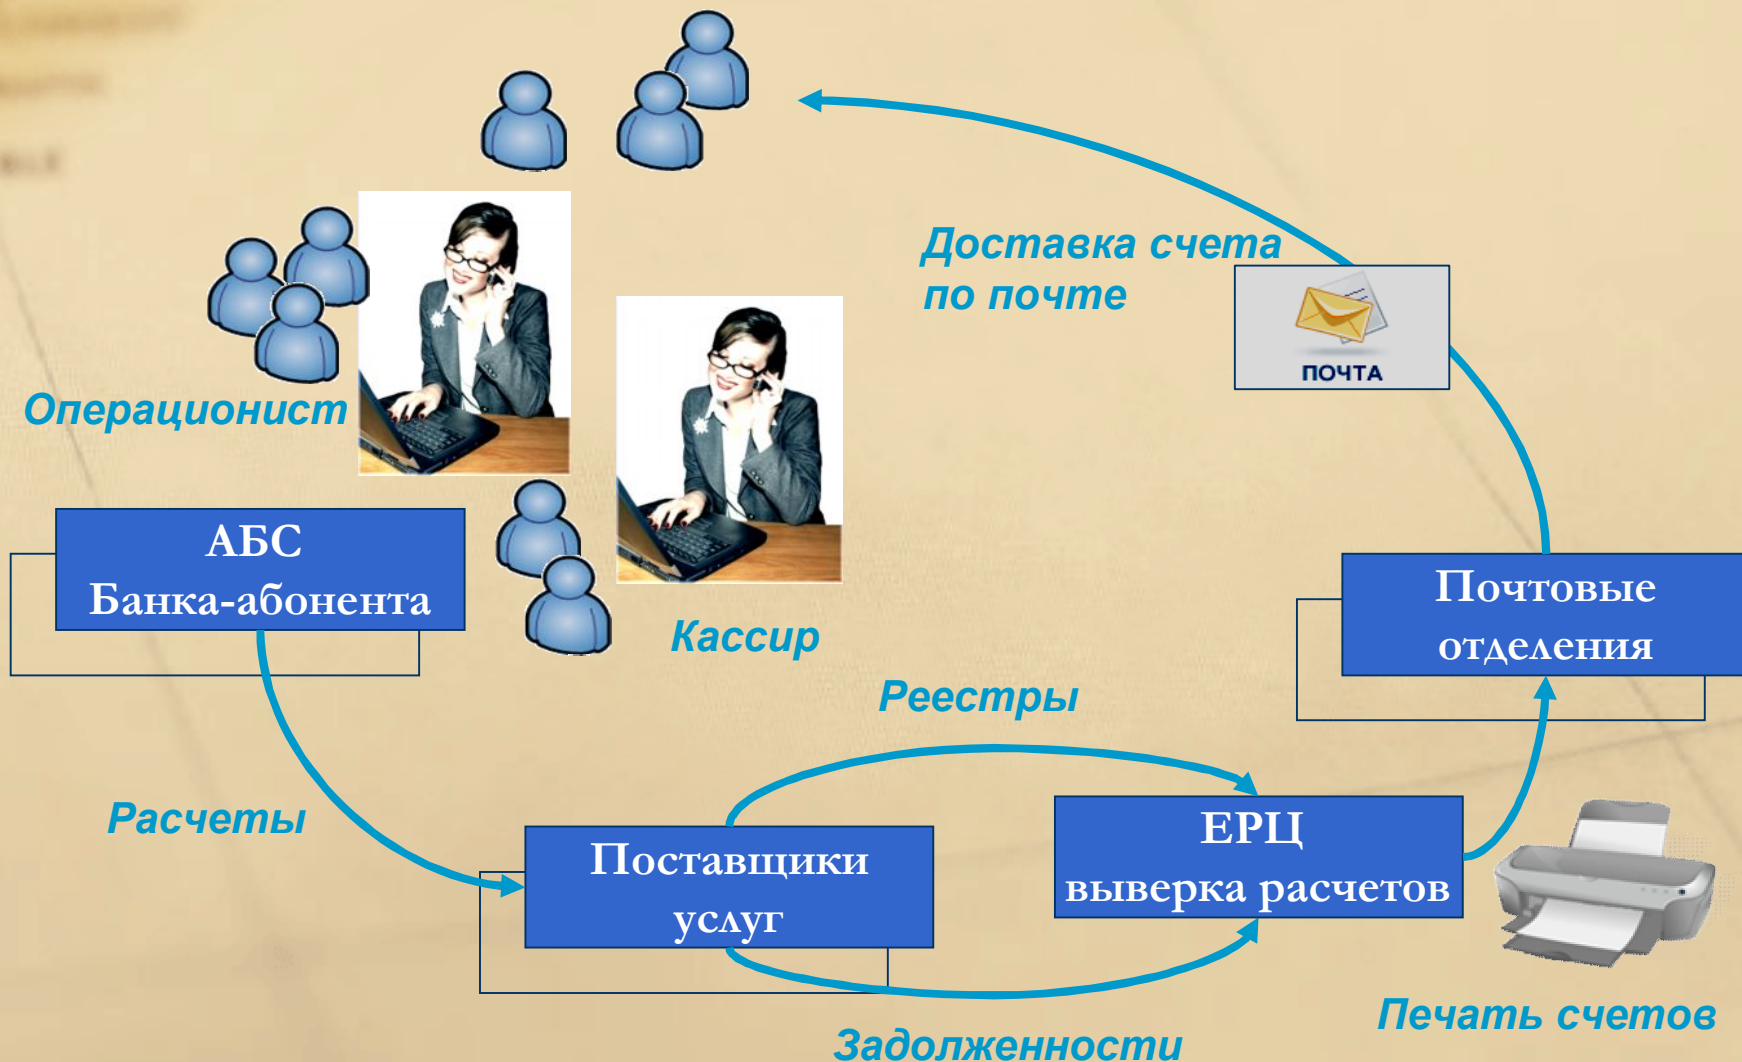 Доставка счета
по почте
ПОЧТА
Операционист
АБС
Банка-абонента
Кассир
Почтовые
отделения
Реестры
Расчеты
Поставщики
услуг
ЕРЦ
выверка расчетов
Печать счетов
Задолженности